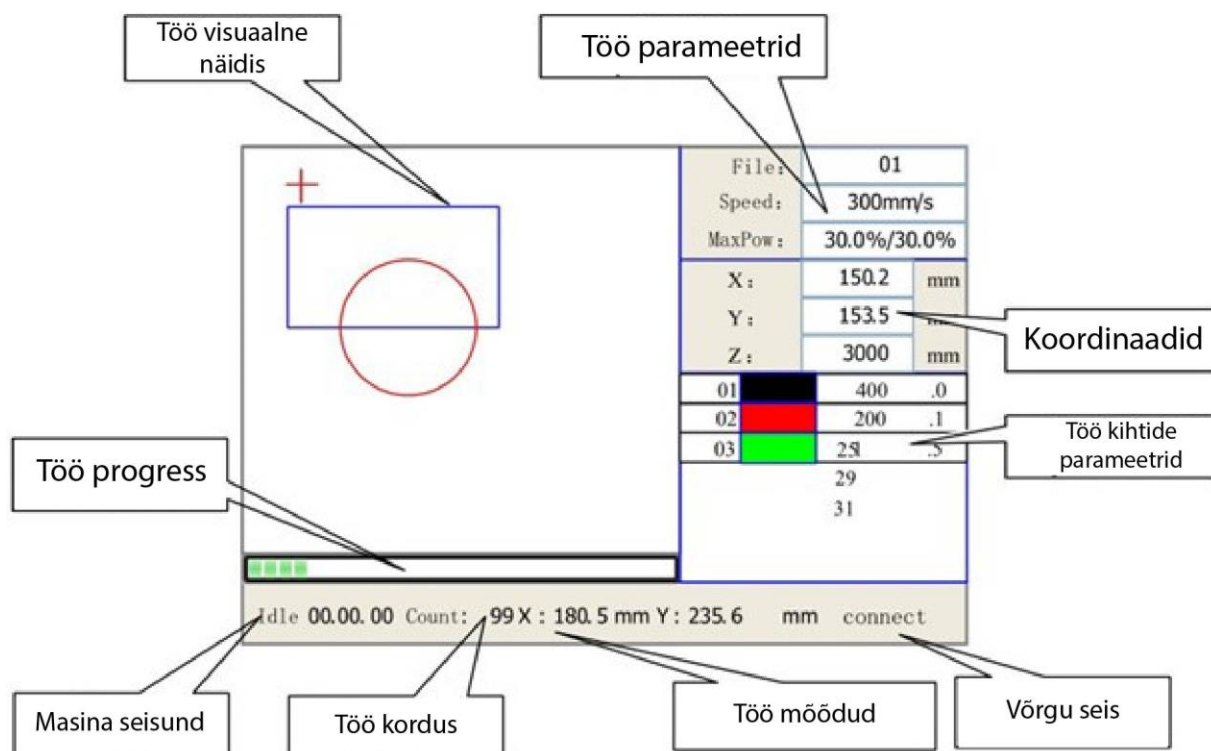 Töö visuaalne
näidis
Töö parameetrid
File: 01
Speed: 300mm/s
MaxPow: 30.0%/30.0%
X: 150.2 mm
Y: 153.5
Z: 3000 mm
Koordinaadid
01 400 .0
02 200 .1
03 251 .5
29
31
Töö kihtide
parameetrid
Töö progress
Idle 00.00.00 Count: 99 X : 180.5 mm Y : 235.6 mm connect
Masina seisund
Töö kordus
Töö mõõdud
Võrgu seis